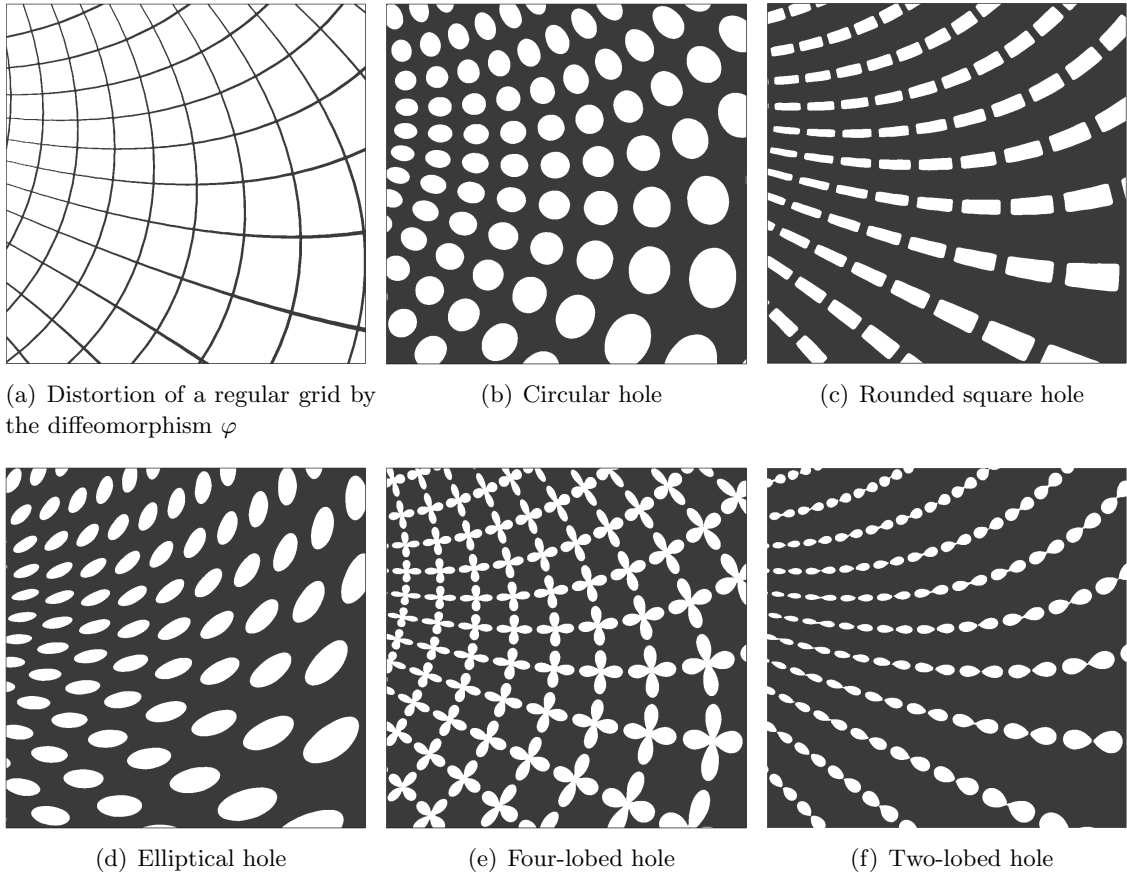 (a) Distortion of a regular grid by
the diffeomorphism φ
(b) Circular hole
(c) Rounded square hole
(d) Elliptical hole
(e) Four-lobed hole
(f) Two-lobed hole